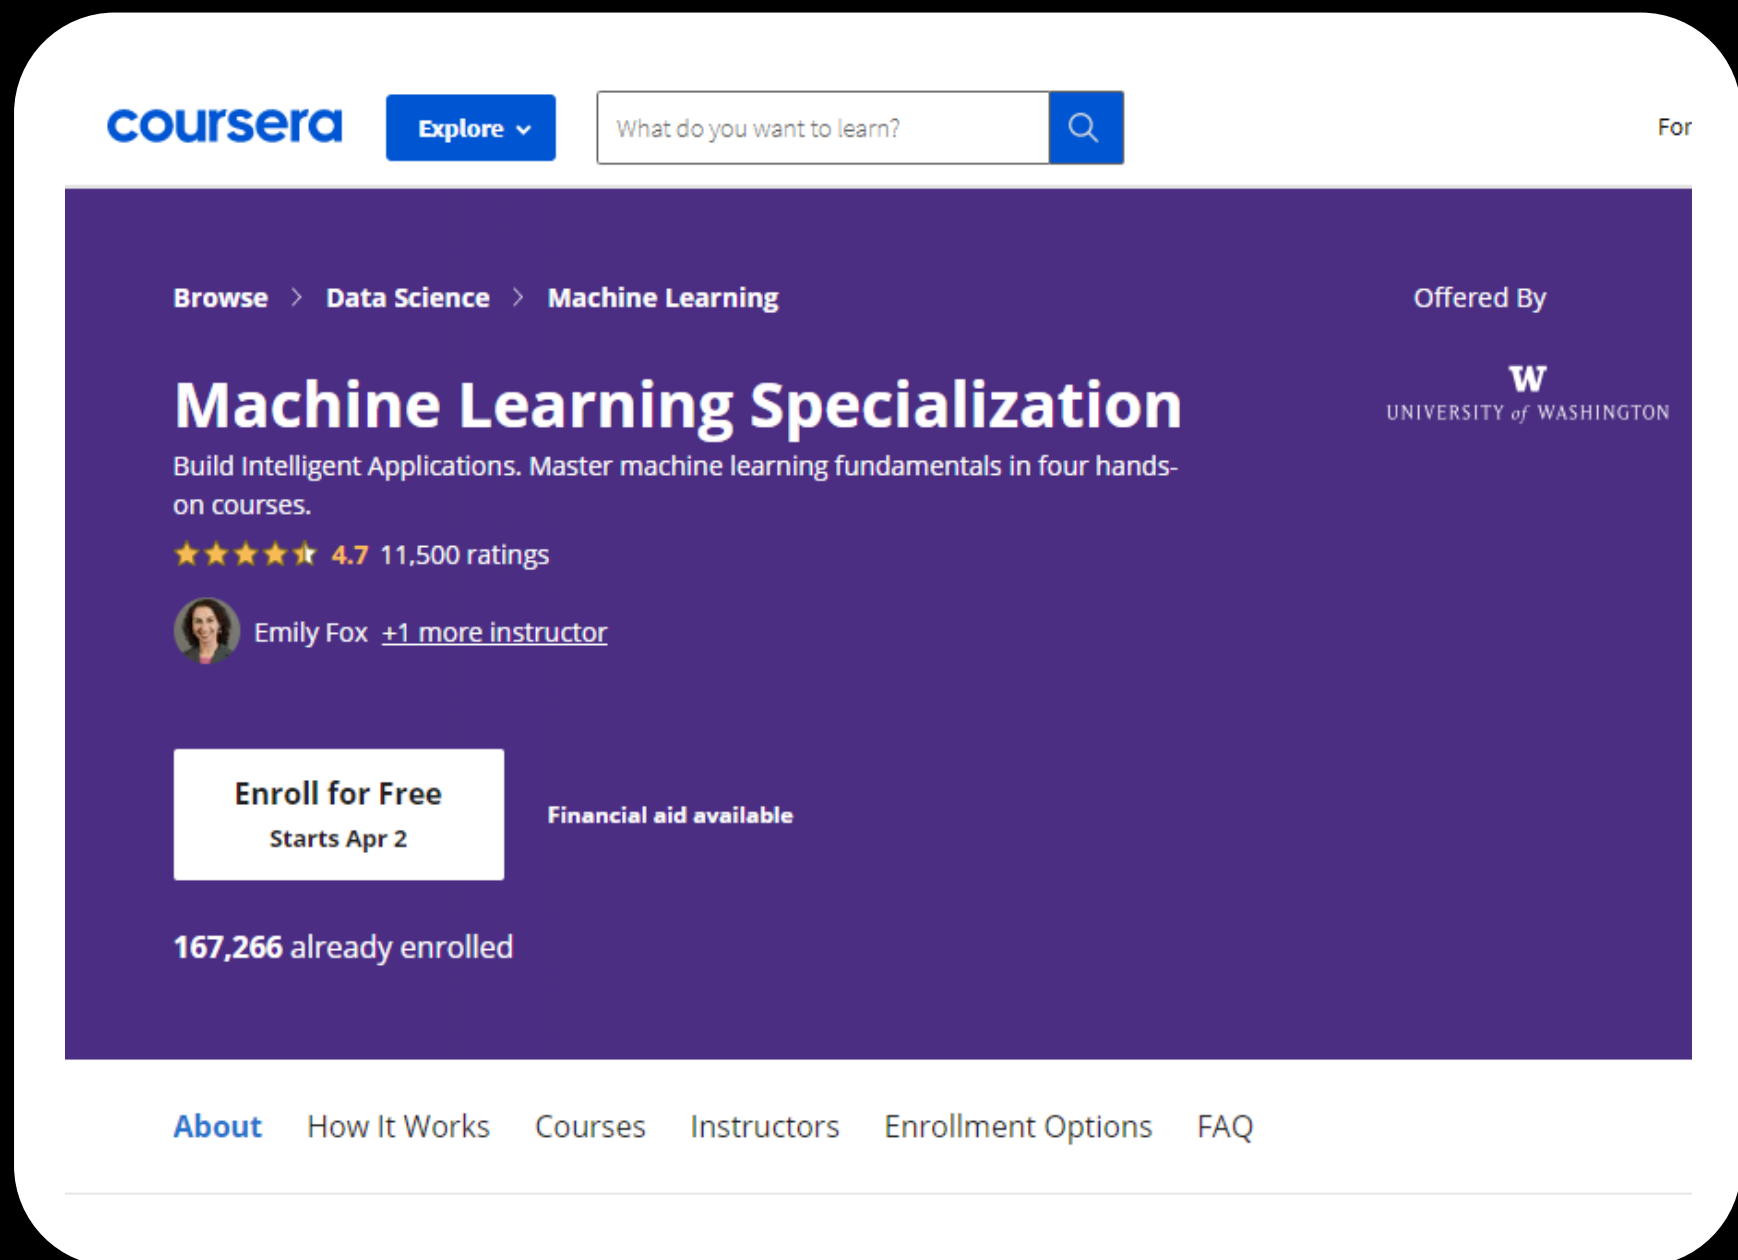 coursera
Explore
What do you want to learn?
For
Browse > Data Science > Machine Learning
Offered By
Machine Learning Specialization
W
UNIVERSITY of WASHINGTON
Build Intelligent Applications. Master machine learning fundamentals in four hands-
on courses.
4.7 11,500 ratings
Emily Fox +1 more instructor
Enroll for Free
Starts Apr 2
Financial aid available
167,266 already enrolled
About How It Works Courses Instructors Enrollment Options FAQ